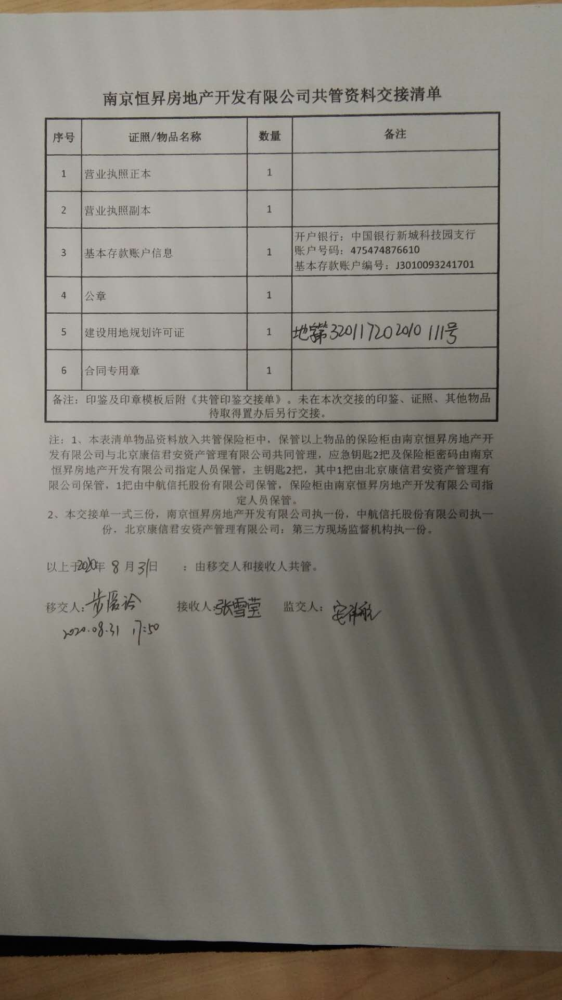 南京恒昇房地产开发有限公司共管资料交接清单
序号 证照/物品名称 数量 备注
1 营业执照正本 1
2 营业执照副本 1
3 基本存款账户信息 1 开户银行：中国银行新城科技园支行
账户号码：475474876610
基本存款账户编号：J3010093241701
4 公章 1
5 建设用地规划许可证 1 地字第320117202010111号
6 合同专用章 1
备注：印鉴及印章模板后附《共管印鉴交接单》。未在本次交接的印鉴、证照、其他物品
待取得置办后另行交接。
注：1、本表清单物品资料放入共管保险柜中，保管以上物品的保险柜由南京恒昇房地产开
发有限公司与北京康信君安资产管理有限公司共同管理，应急钥匙2把及保险柜密码由南京
恒昇房地产开发有限公司指定人员保管，主钥匙2把，其中1把由北京康信君安资产管理有
限公司保管，1把由中航信托股份有限公司保管，保险柜由南京恒昇房地产开发有限公司指
定人员保管。
2、本交接单一式三份，南京恒昇房地产开发有限公司执一份，中航信托股份有限公司执一
份，北京康信君安资产管理有限公司：第三方现场监督机构执一份。
以上于2020年8月31日 ：由移交人和接收人共管。
移交人： 接收人：张雪莹 监交人：
2020.08.31 17:50